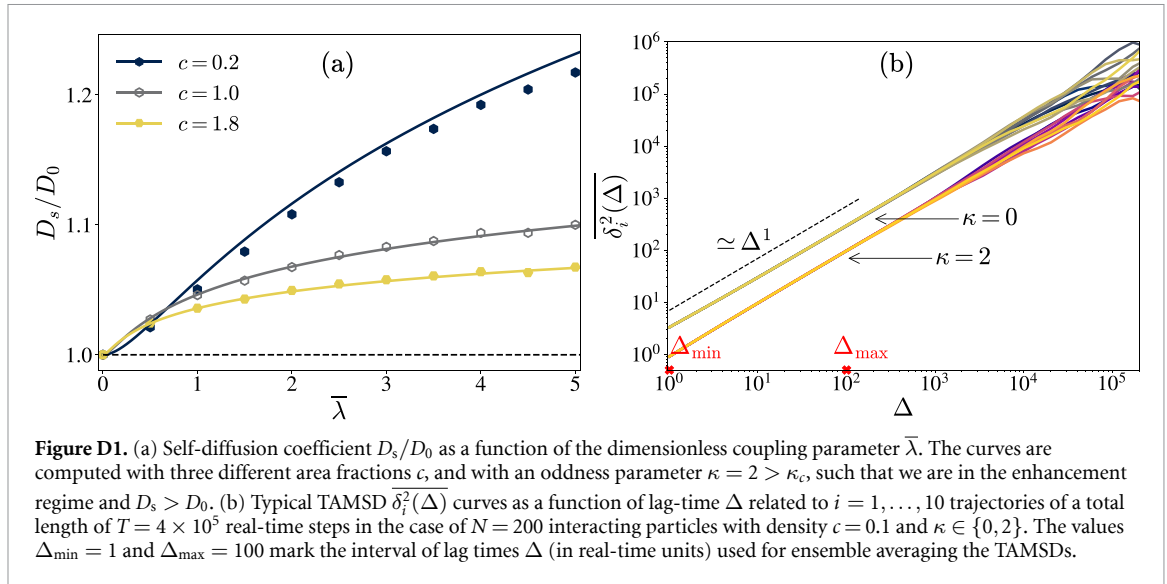 (a)
c = 0.2
c = 1.0
c = 1.8
D_s/D_0
1.2
1.1
1.0
0 1 2 3 4 5
λ̅
(b)
10^6
10^5
10^4
10^3
10^2
10^1
10^0
\overline{δ_i^2(Δ)}
≃ Δ^1
κ = 0
κ = 2
Δ_min
Δ_max
10^0 10^1 10^2 10^3 10^4 10^5
Δ
Figure D1. (a) Self-diffusion coefficient D_s/D_0 as a function of the dimensionless coupling parameter λ̅. The curves are
computed with three different area fractions c, and with an oddness parameter κ = 2 > κ_c, such that we are in the enhancement
regime and D_s > D_0. (b) Typical TAMSD \overline{δ_i^2(Δ)} curves as a function of lag-time Δ related to i = 1, . . . , 10 trajectories of a total
length of T = 4 × 10^5 real-time steps in the case of N = 200 interacting particles with density c = 0.1 and κ ∈ {0, 2}. The values
Δ_min = 1 and Δ_max = 100 mark the interval of lag times Δ (in real-time units) used for ensemble averaging the TAMSDs.